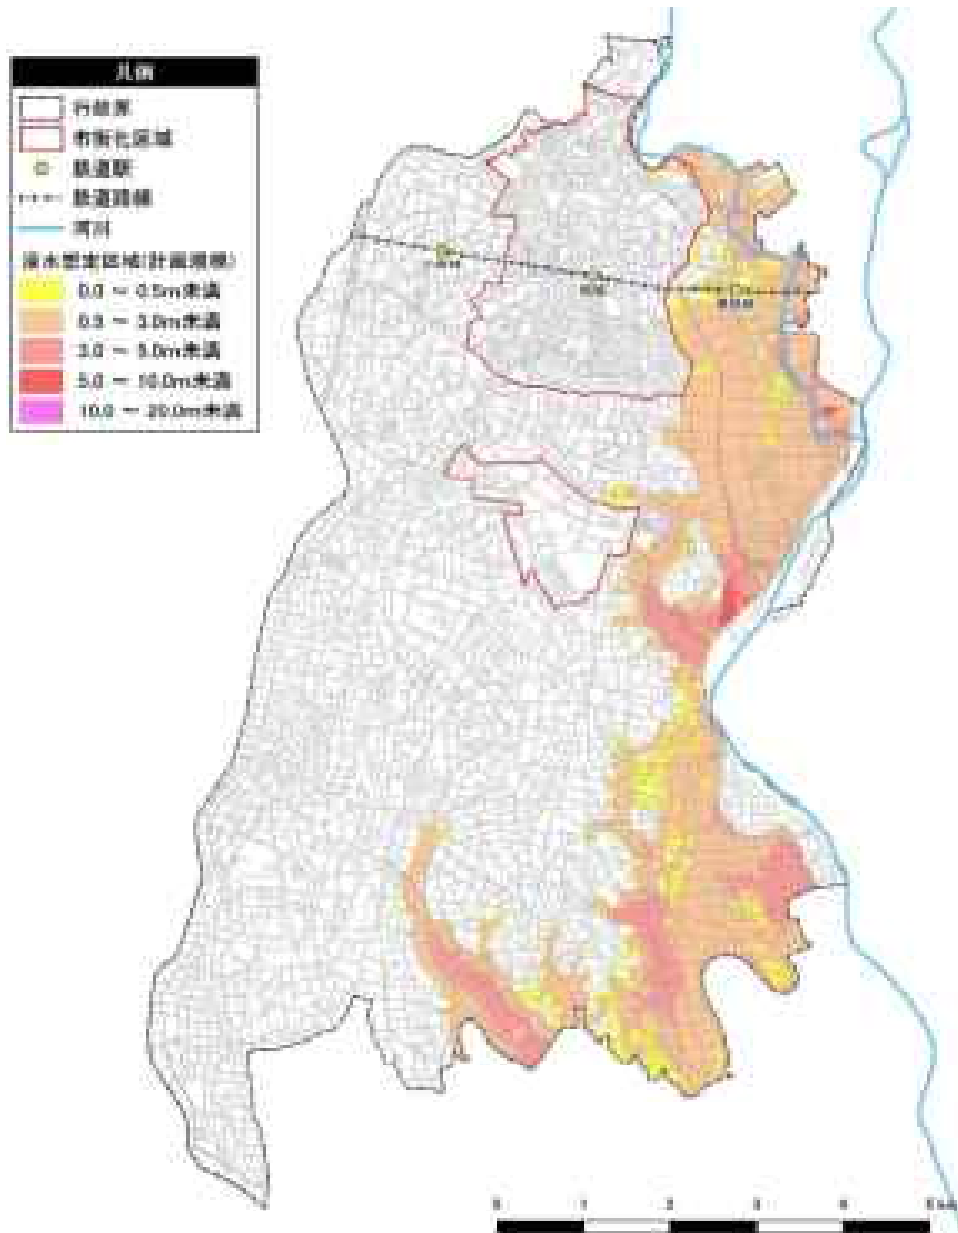 凡例
行政界
市街化区域
鉄道駅
鉄道路線
河川
浸水想定区域(計画規模)
0.0 ～ 0.5m未満
0.5 ～ 3.0m未満
3.0 ～ 5.0m未満
5.0 ～ 10.0m未満
10.0 ～ 20.0m未満
0 1 2 3 4 5 km